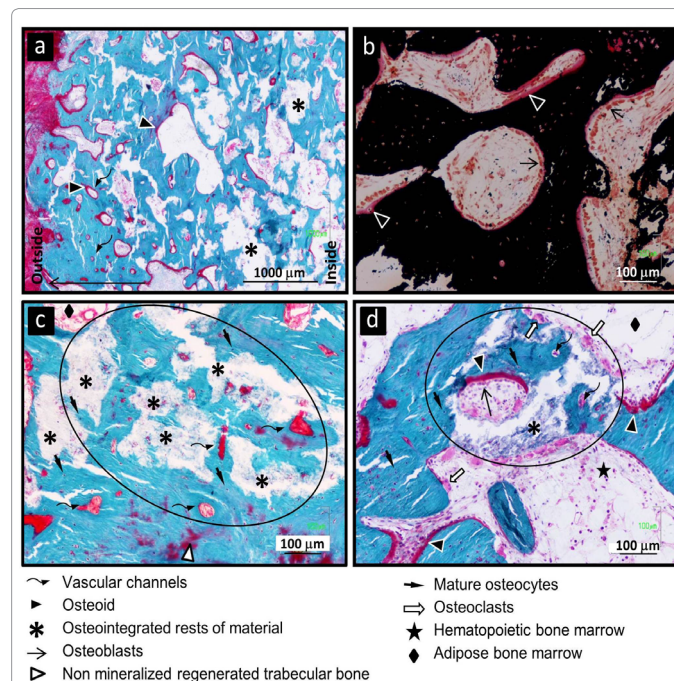 a
b
Outside
Inside
1000 µm
100 µm
c
d
100 µm
100µm
100 µm
Vascular channels
Osteoid
Osteointegrated rests of material
Osteoblasts
Non mineralized regenerated trabecular bone
Mature osteocytes
Osteoclasts
Hematopoietic bone marrow
Adipose bone marrow